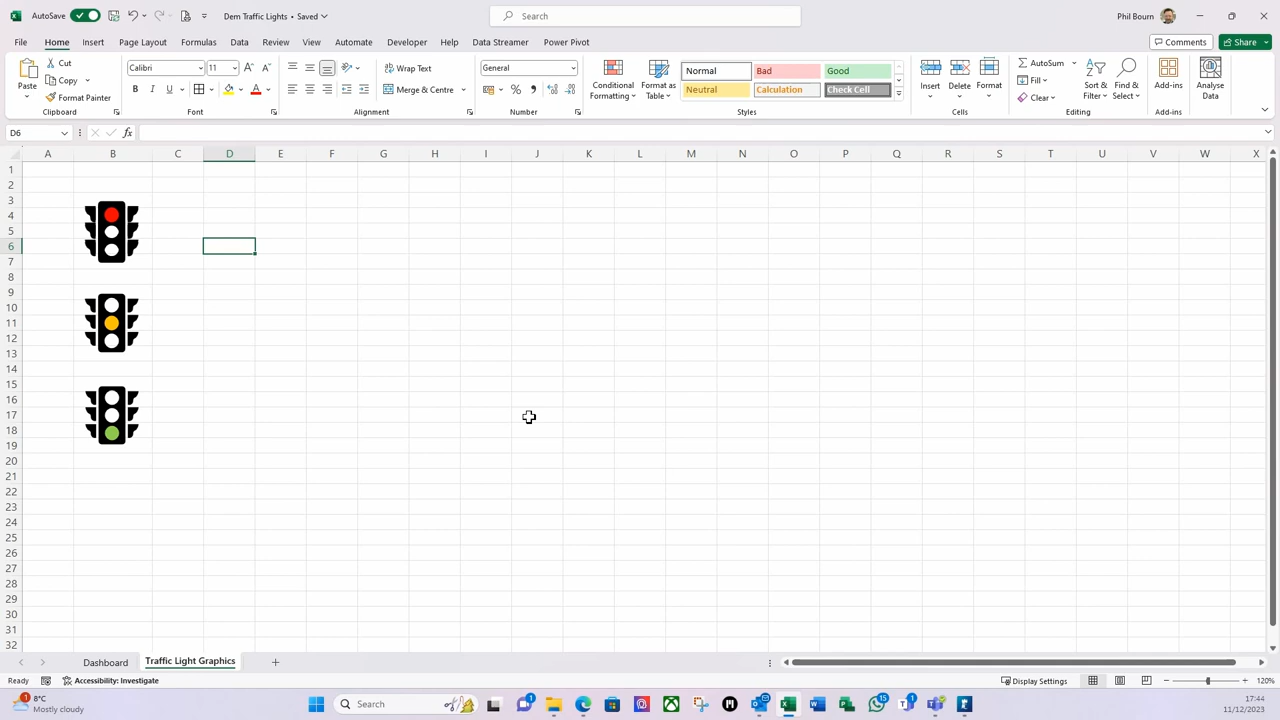 AutoSave
Dem Traffic Lights • Saved
Search
Phil Bourn
File Home Insert Page Layout Formulas Data Review View Automate Developer Help Data Streamer Power Pivot
Comments Share
Paste
Cut
Copy
Format Painter
Clipboard
Calibri 11
B I U A
Font
Wrap Text
Merge & Centre
Alignment
General
%
Number
Conditional Formatting
Format as Table
Normal Bad Good
Neutral Calculation Check Cell
Styles
Insert Delete Format
Cells
AutoSum
Fill
Clear
Sort & Filter
Find & Select
Editing
Add-ins
Add-ins
Analyse Data
D6 fx
A B C D E F G H I J K L M N O P Q R S T U V W X
1
2
3
4
5
6
7
8
9
10
11
12
13
14
15
16
17
18
19
20
21
22
23
24
25
26
27
28
29
30
31
32
Dashboard Traffic Light Graphics
Ready Accessibility: Investigate Display Settings 120%
8°C
Mostly cloudy
Search
17:44
11/12/2023